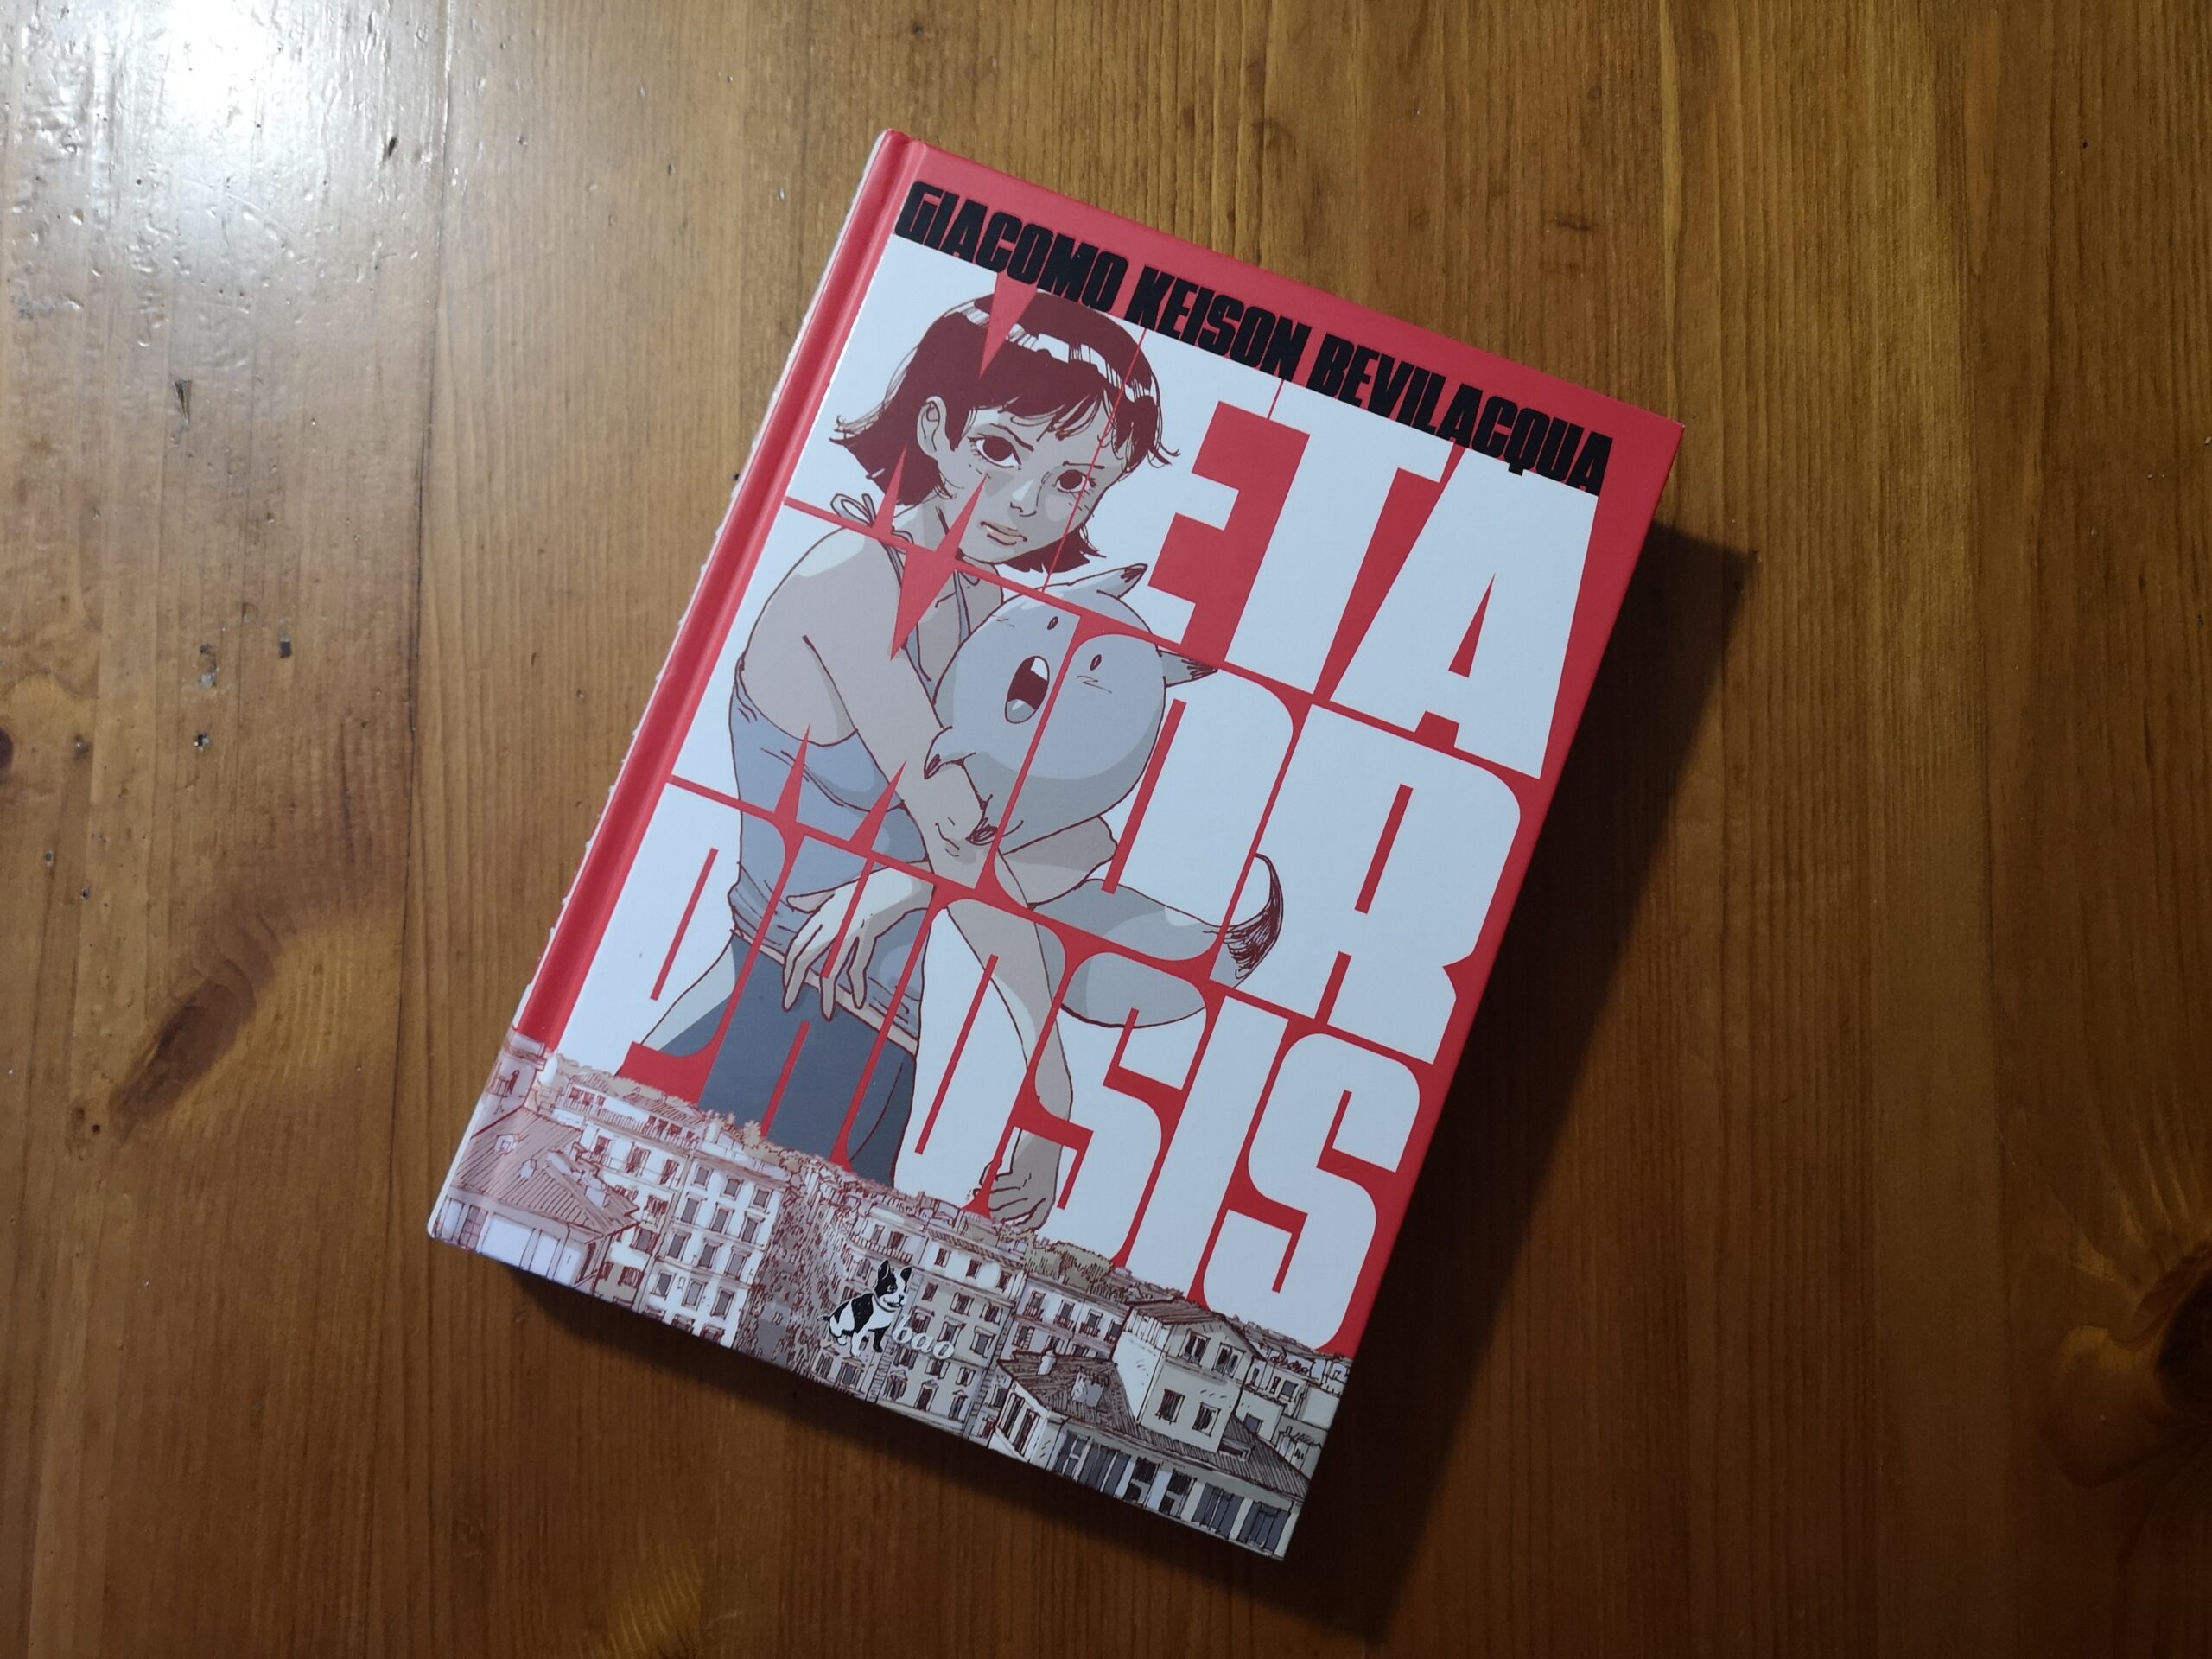 GIACOMO KEISON BEVILACQUA
META
MOR
PHOSIS
bao